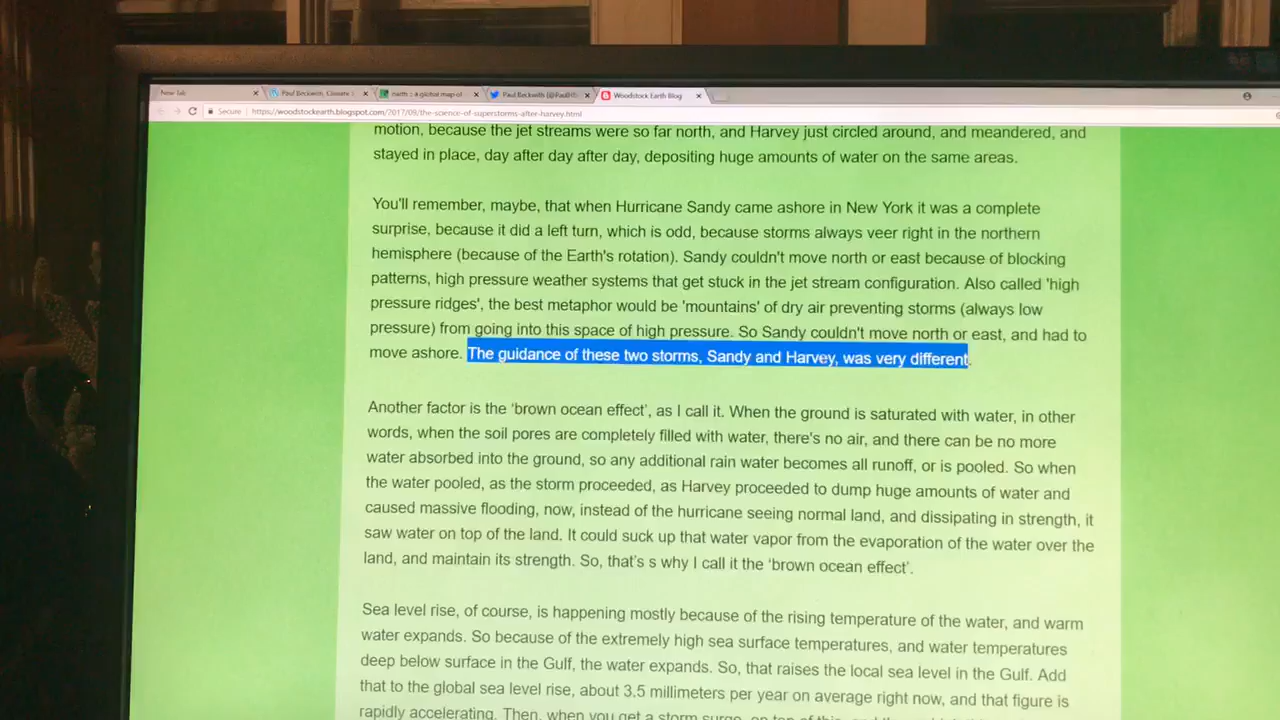 New Tab
Paul Beckwith, Climate S
earth :: a global map of
Paul Beckwith (@PaulH
Woodstock Earth Blog
Secure
https://woodstockearth.blogspot.com/2017/09/the-science-of-superstorms-after-harvey.html
motion, because the jet streams were so far north, and Harvey just circled around, and meandered, and
stayed in place, day after day after day, depositing huge amounts of water on the same areas.
You'll remember, maybe, that when Hurricane Sandy came ashore in New York it was a complete
surprise, because it did a left turn, which is odd, because storms always veer right in the northern
hemisphere (because of the Earth's rotation). Sandy couldn't move north or east because of blocking
patterns, high pressure weather systems that get stuck in the jet stream configuration. Also called 'high
pressure ridges', the best metaphor would be 'mountains' of dry air preventing storms (always low
pressure) from going into this space of high pressure. So Sandy couldn't move north or east, and had to
move ashore. The guidance of these two storms, Sandy and Harvey, was very different.
Another factor is the ‘brown ocean effect’, as I call it. When the ground is saturated with water, in other
words, when the soil pores are completely filled with water, there's no air, and there can be no more
water absorbed into the ground, so any additional rain water becomes all runoff, or is pooled. So when
the water pooled, as the storm proceeded, as Harvey proceeded to dump huge amounts of water and
caused massive flooding, now, instead of the hurricane seeing normal land, and dissipating in strength, it
saw water on top of the land. It could suck up that water vapor from the evaporation of the water over the
land, and maintain its strength. So, that’s s why I call it the ‘brown ocean effect’.
Sea level rise, of course, is happening mostly because of the rising temperature of the water, and warm
water expands. So because of the extremely high sea surface temperatures, and water temperatures
deep below surface in the Gulf, the water expands. So, that raises the local sea level in the Gulf. Add
that to the global sea level rise, about 3.5 millimeters per year on average right now, and that figure is
rapidly accelerating. Then, when you get a storm surge, on top of this,